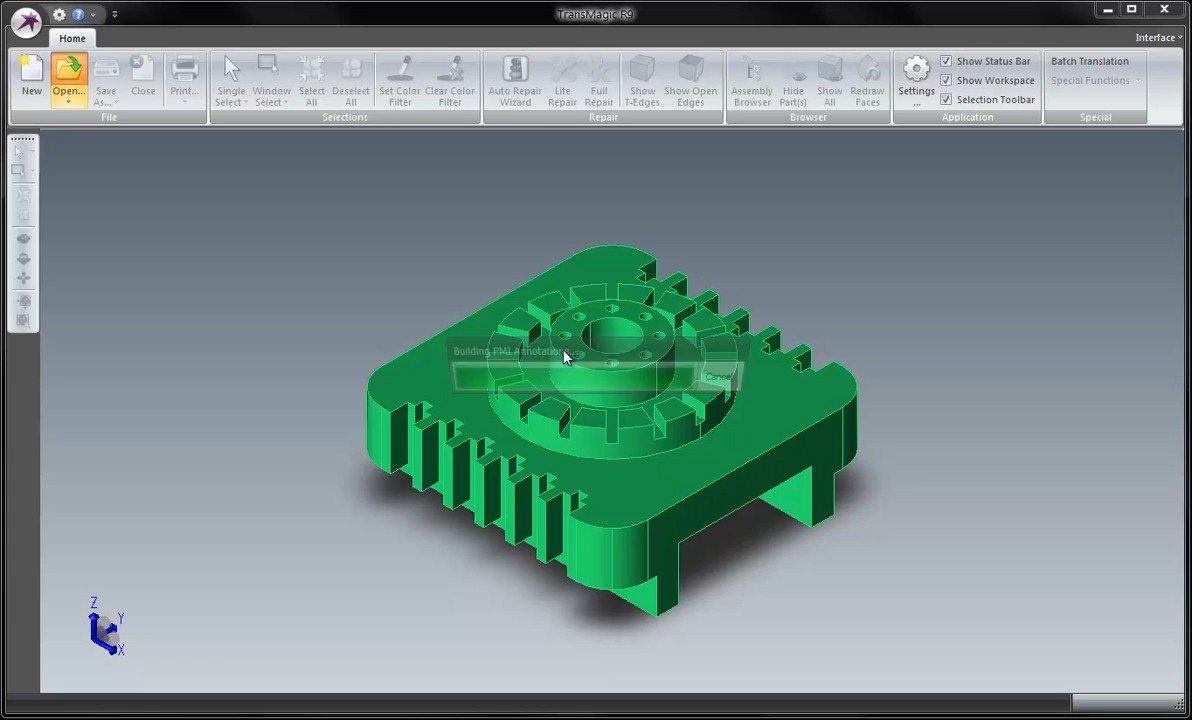 TransMagic R9
Home
Interface
New
Open...
Save As...
Close
Print...
File
Single Select
Window Select
Select All
Deselect All
Set Color Filter
Clear Color Filter
Selections
Auto Repair Wizard
Lite Repair
Full Repair
Show T-Edges
Show Open Edges
Repair
Assembly Browser
Hide Part(s)
Show All
Redraw Faces
Browser
Settings ...
Show Status Bar
Show Workspace
Selection Toolbar
Application
Batch Translation
Special Functions
Special
Building PMI Annotations
Cancel
Z
Y
X